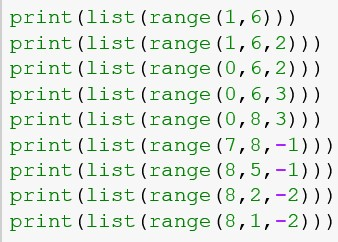 print(list(range(1,6)))
print(list(range(1,6,2)))
print(list(range(0,6,2)))
print(list(range(0,6,3)))
print(list(range(0,8,3)))
print(list(range(7,8,-1)))
print(list(range(8,5,-1)))
print(list(range(8,2,-2)))
print(list(range(8,1,-2)))